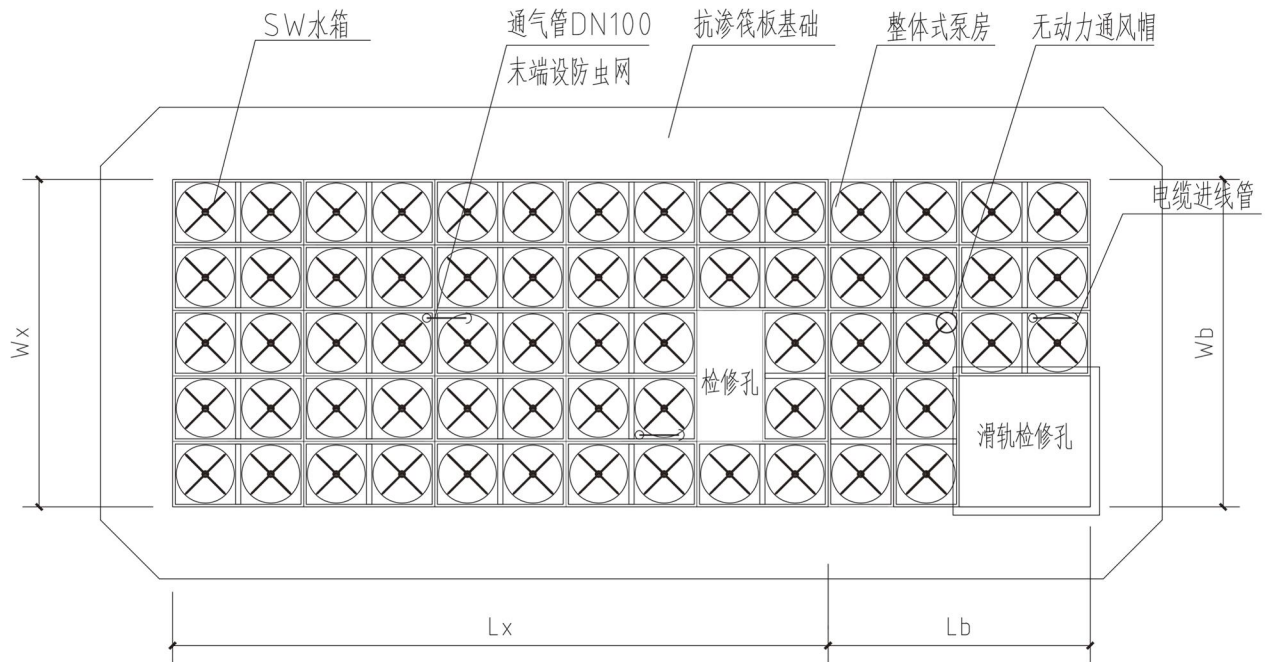 SW水箱
通气管DN100
末端设防虫网
抗渗筏板基础
整体式泵房
无动力通风帽
电缆进线管
Wx
Wb
检修孔
滑轨检修孔
Lx
Lb